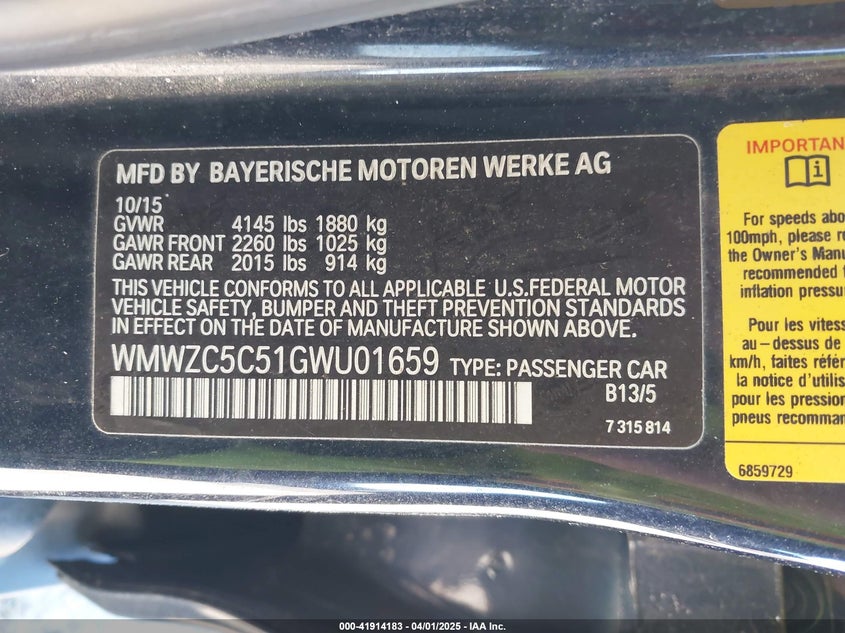 MFD BY BAYERISCHE MOTOREN WERKE AG
10/15
GVWR 4145 lbs 1880 kg
GAWR FRONT 2260 lbs 1025 kg
GAWR REAR 2015 lbs 914 kg
THIS VEHICLE CONFORMS TO ALL APPLICABLE U.S.FEDERAL MOTOR
VEHICLE SAFETY, BUMPER AND THEFT PREVENTION STANDARDS
IN EFFECT ON THE DATE OF MANUFACTURE SHOWN ABOVE.
WMWZC5C51GWU01659 TYPE: PASSENGER CAR
B13/5
7 315 814
IMPORTAN
i
For speeds abo
100mph, please r
the Owner's Manu
recommended t
inflation pressu
Pour les vitess
au-dessus de
km/h, faites référ
la notice d'utilis
pour les pression
pneus recomman
6859729
000-41914183 - 04/01/2025 - IAA Inc.